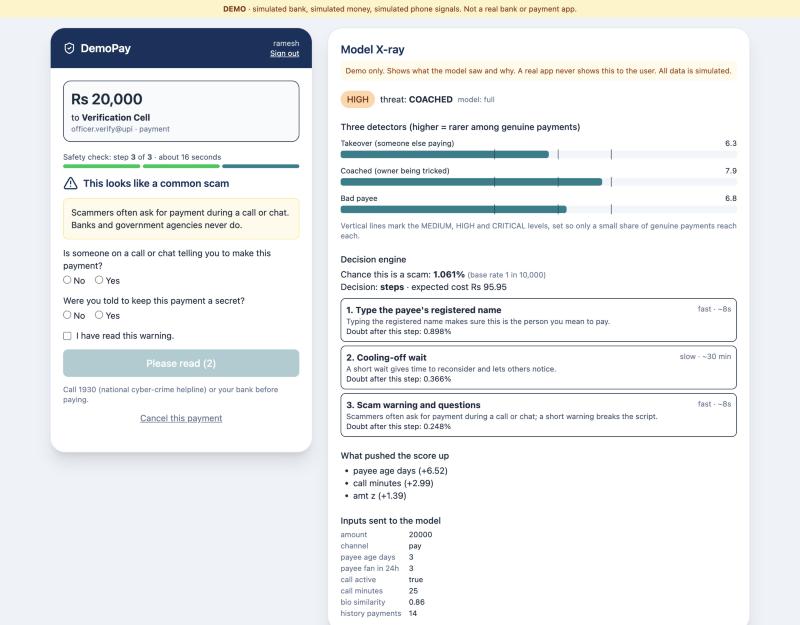 DEMO · simulated bank, simulated money, simulated phone signals. Not a real bank or payment app.
DemoPay
ramesh
Sign out
Rs 20,000
to Verification Cell
officer.verify@upi · payment
Safety check: step 3 of 3 · about 16 seconds
This looks like a common scam
Scammers often ask for payment during a call or chat.
Banks and government agencies never do.
Is someone on a call or chat telling you to make this
payment?
No Yes
Were you told to keep this payment a secret?
No Yes
I have read this warning.
Please read (2)
Call 1930 (national cyber-crime helpline) or your bank before
paying.
Cancel this payment
Model X-ray
Demo only. Shows what the model saw and why. A real app never shows this to the user. All data is simulated.
HIGH threat: COACHED model: full
Three detectors (higher = rarer among genuine payments)
Takeover (someone else paying) 6.3
Coached (owner being tricked) 7.9
Bad payee 6.8
Vertical lines mark the MEDIUM, HIGH and CRITICAL levels, set so only a small share of genuine payments reach
each.
Decision engine
Chance this is a scam: 1.061% (base rate 1 in 10,000)
Decision: steps · expected cost Rs 95.95
1. Type the payee's registered name fast · ~8s
Typing the registered name makes sure this is the person you mean to pay.
Doubt after this step: 0.898%
2. Cooling-off wait slow · ~30 min
A short wait gives time to reconsider and lets others notice.
Doubt after this step: 0.366%
3. Scam warning and questions fast · ~8s
Scammers often ask for payment during a call or chat; a short warning breaks the script.
Doubt after this step: 0.248%
What pushed the score up
• payee age days (+6.52)
• call minutes (+2.99)
• amt z (+1.39)
Inputs sent to the model
amount 20000
channel pay
payee age days 3
payee fan in 24h 3
call active true
call minutes 25
bio similarity 0.86
history payments 14